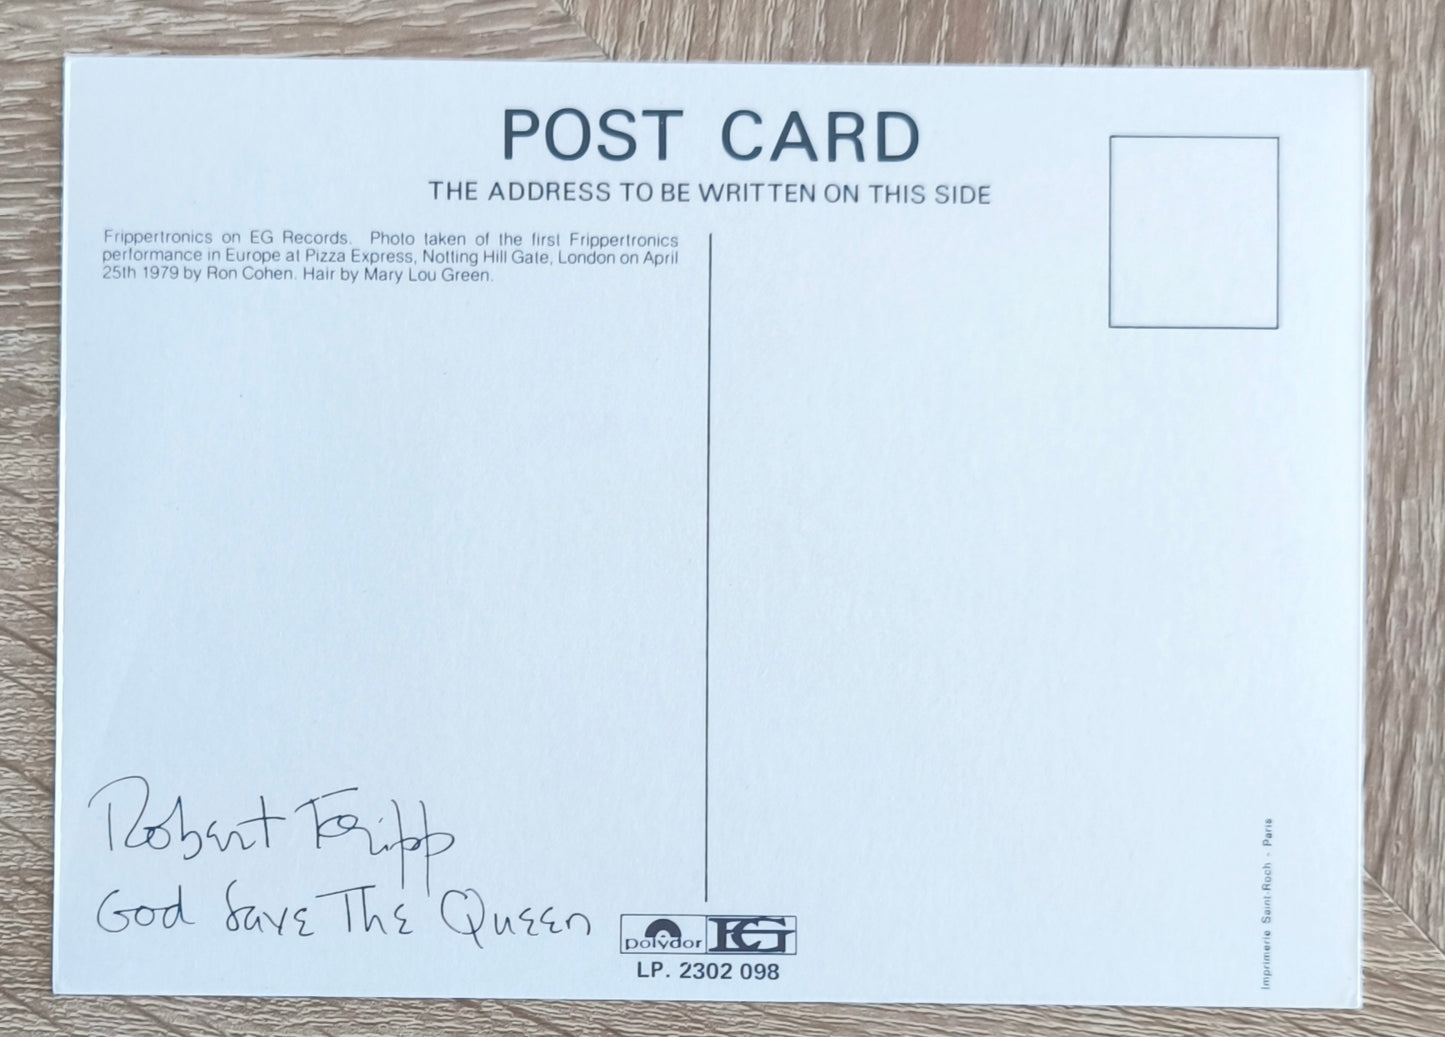 POST CARD
THE ADDRESS TO BE WRITTEN ON THIS SIDE
Frippertronics on EG Records. Photo taken of the first Frippertronics
performance in Europe at Pizza Express, Notting Hill Gate, London on April
25th 1979 by Ron Cohen. Hair by Mary Lou Green.
Robert Fripp
God Save The Queen
polydor EG
LP. 2302 098
Imprimerie Saint-Roch - Paris